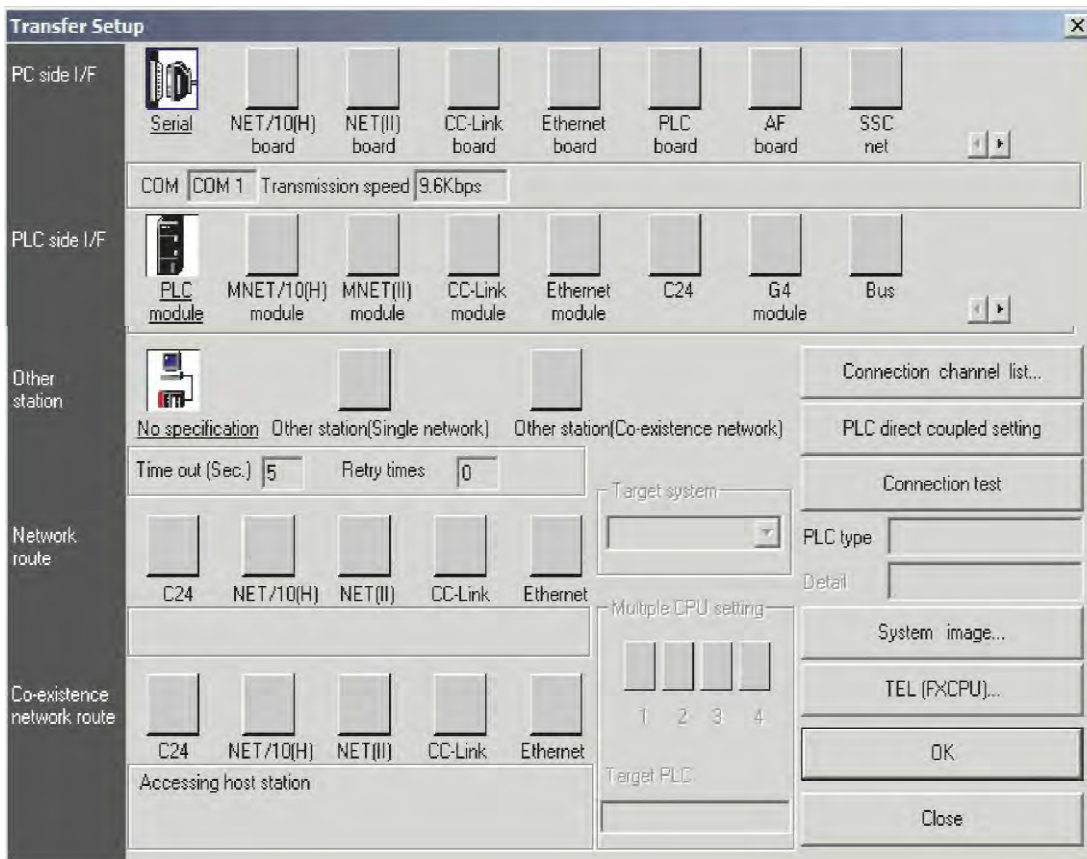 Transfer Setup
PC side I/F
Serial NET/10(H) NET(II) CC-Link Ethernet PLC AF SSC
board board board board board board net
COM COM 1 Transmission speed 9.6Kbps
PLC side I/F
PLC MNET/10(H) MNET(II) CC-Link Ethernet C24 G4 Bus
module module module module module module
Other
station
No specification Other station(Single network) Other station(Co-existence network)
Time out (Sec.) 5 Retry times 0
Connection channel list...
PLC direct coupled setting
Connection test
Target system
PLC type
Detail
Network
route
C24 NET/10(H) NET(II) CC-Link Ethernet
Multiple CPU setting
1 2 3 4
Target PLC
System image...
TEL (FXCPU)...
Co-existence
network route
C24 NET/10(H) NET(II) CC-Link Ethernet
Accessing host station
OK
Close